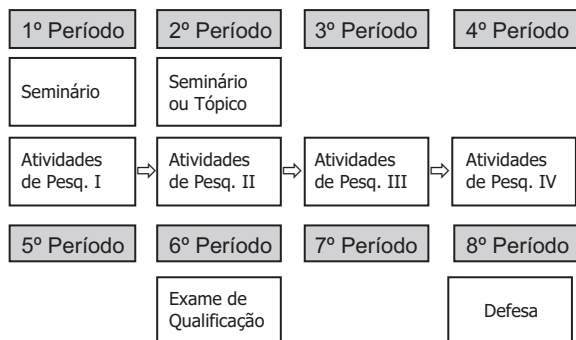 1º Período 2º Período 3º Período 4º Período
Seminário
Seminário
ou Tópico
Atividades
de Pesq. I
Atividades
de Pesq. II
Atividades
de Pesq. III
Atividades
de Pesq. IV
5º Período 6º Período 7º Período 8º Período
Exame de
Qualificação
Defesa